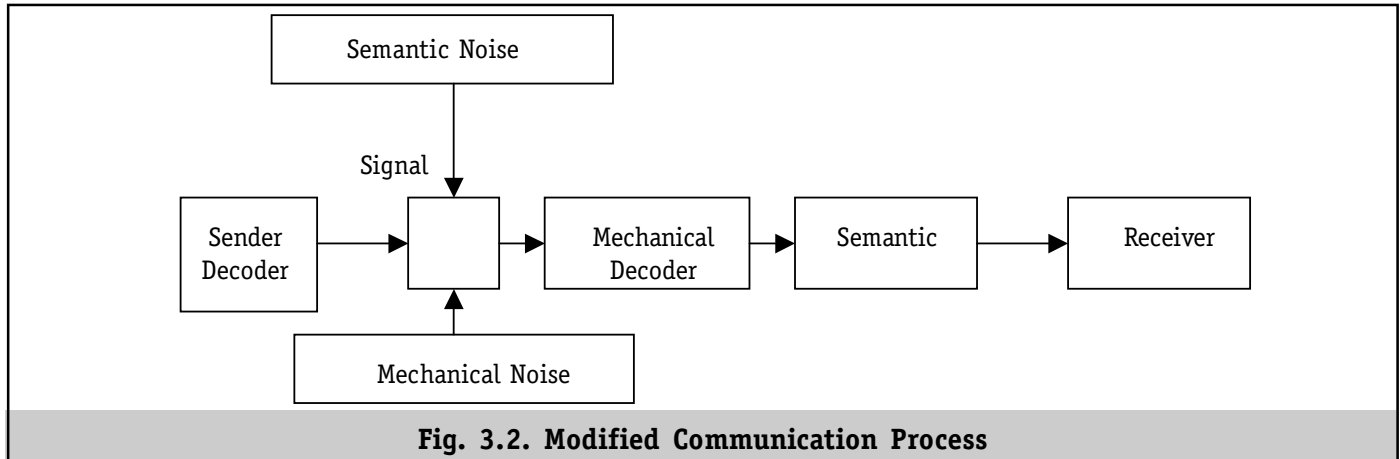 Semantic Noise
Signal
Sender
Decoder
Mechanical
Decoder
Semantic
Receiver
Mechanical Noise
Fig. 3.2. Modified Communication Process